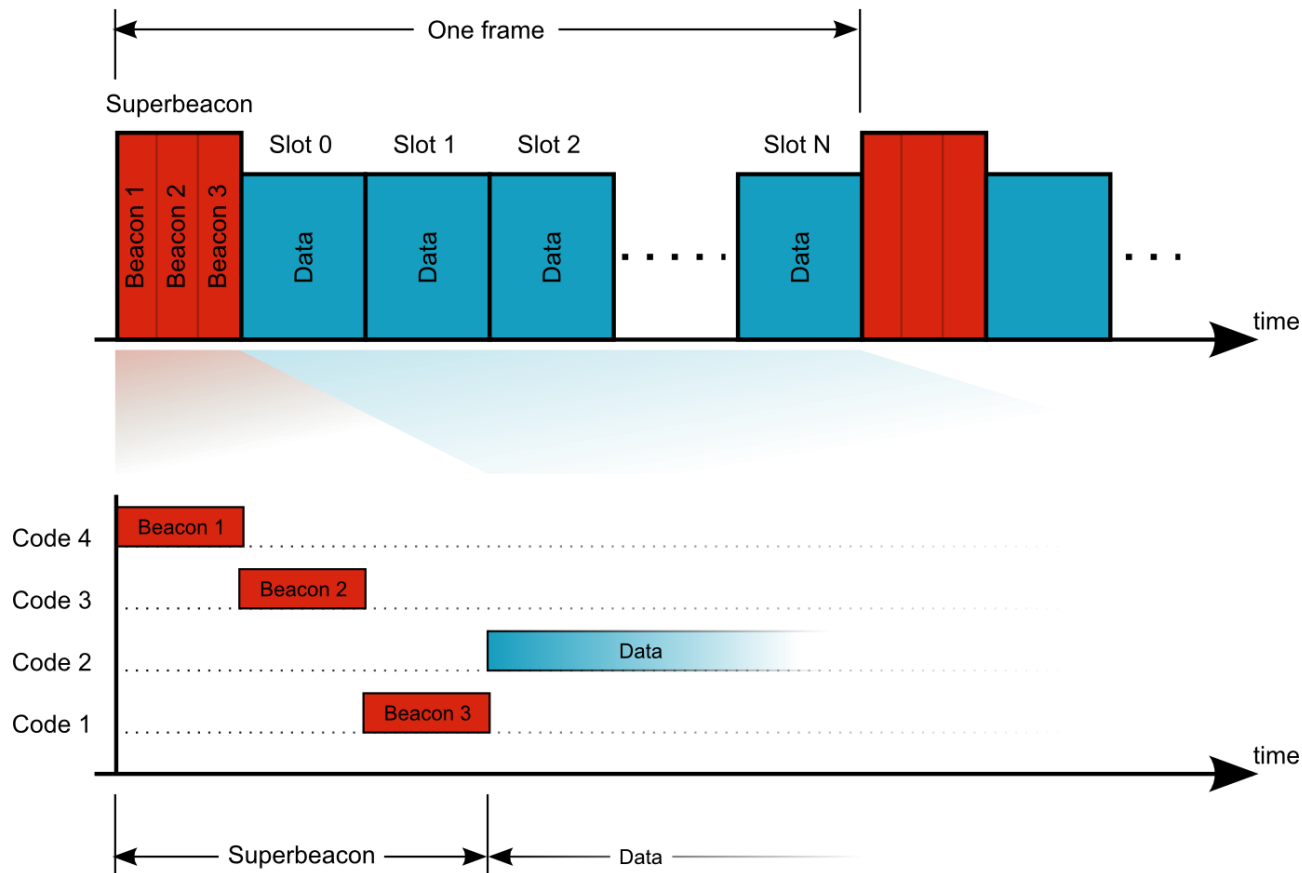 One frame
Superbeacon
Slot 0
Slot 1
Slot 2
Slot N
Beacon 1
Beacon 2
Beacon 3
Data
Data
Data
Data
time
Code 4
Beacon 1
Code 3
Beacon 2
Code 2
Data
Code 1
Beacon 3
time
Superbeacon
Data